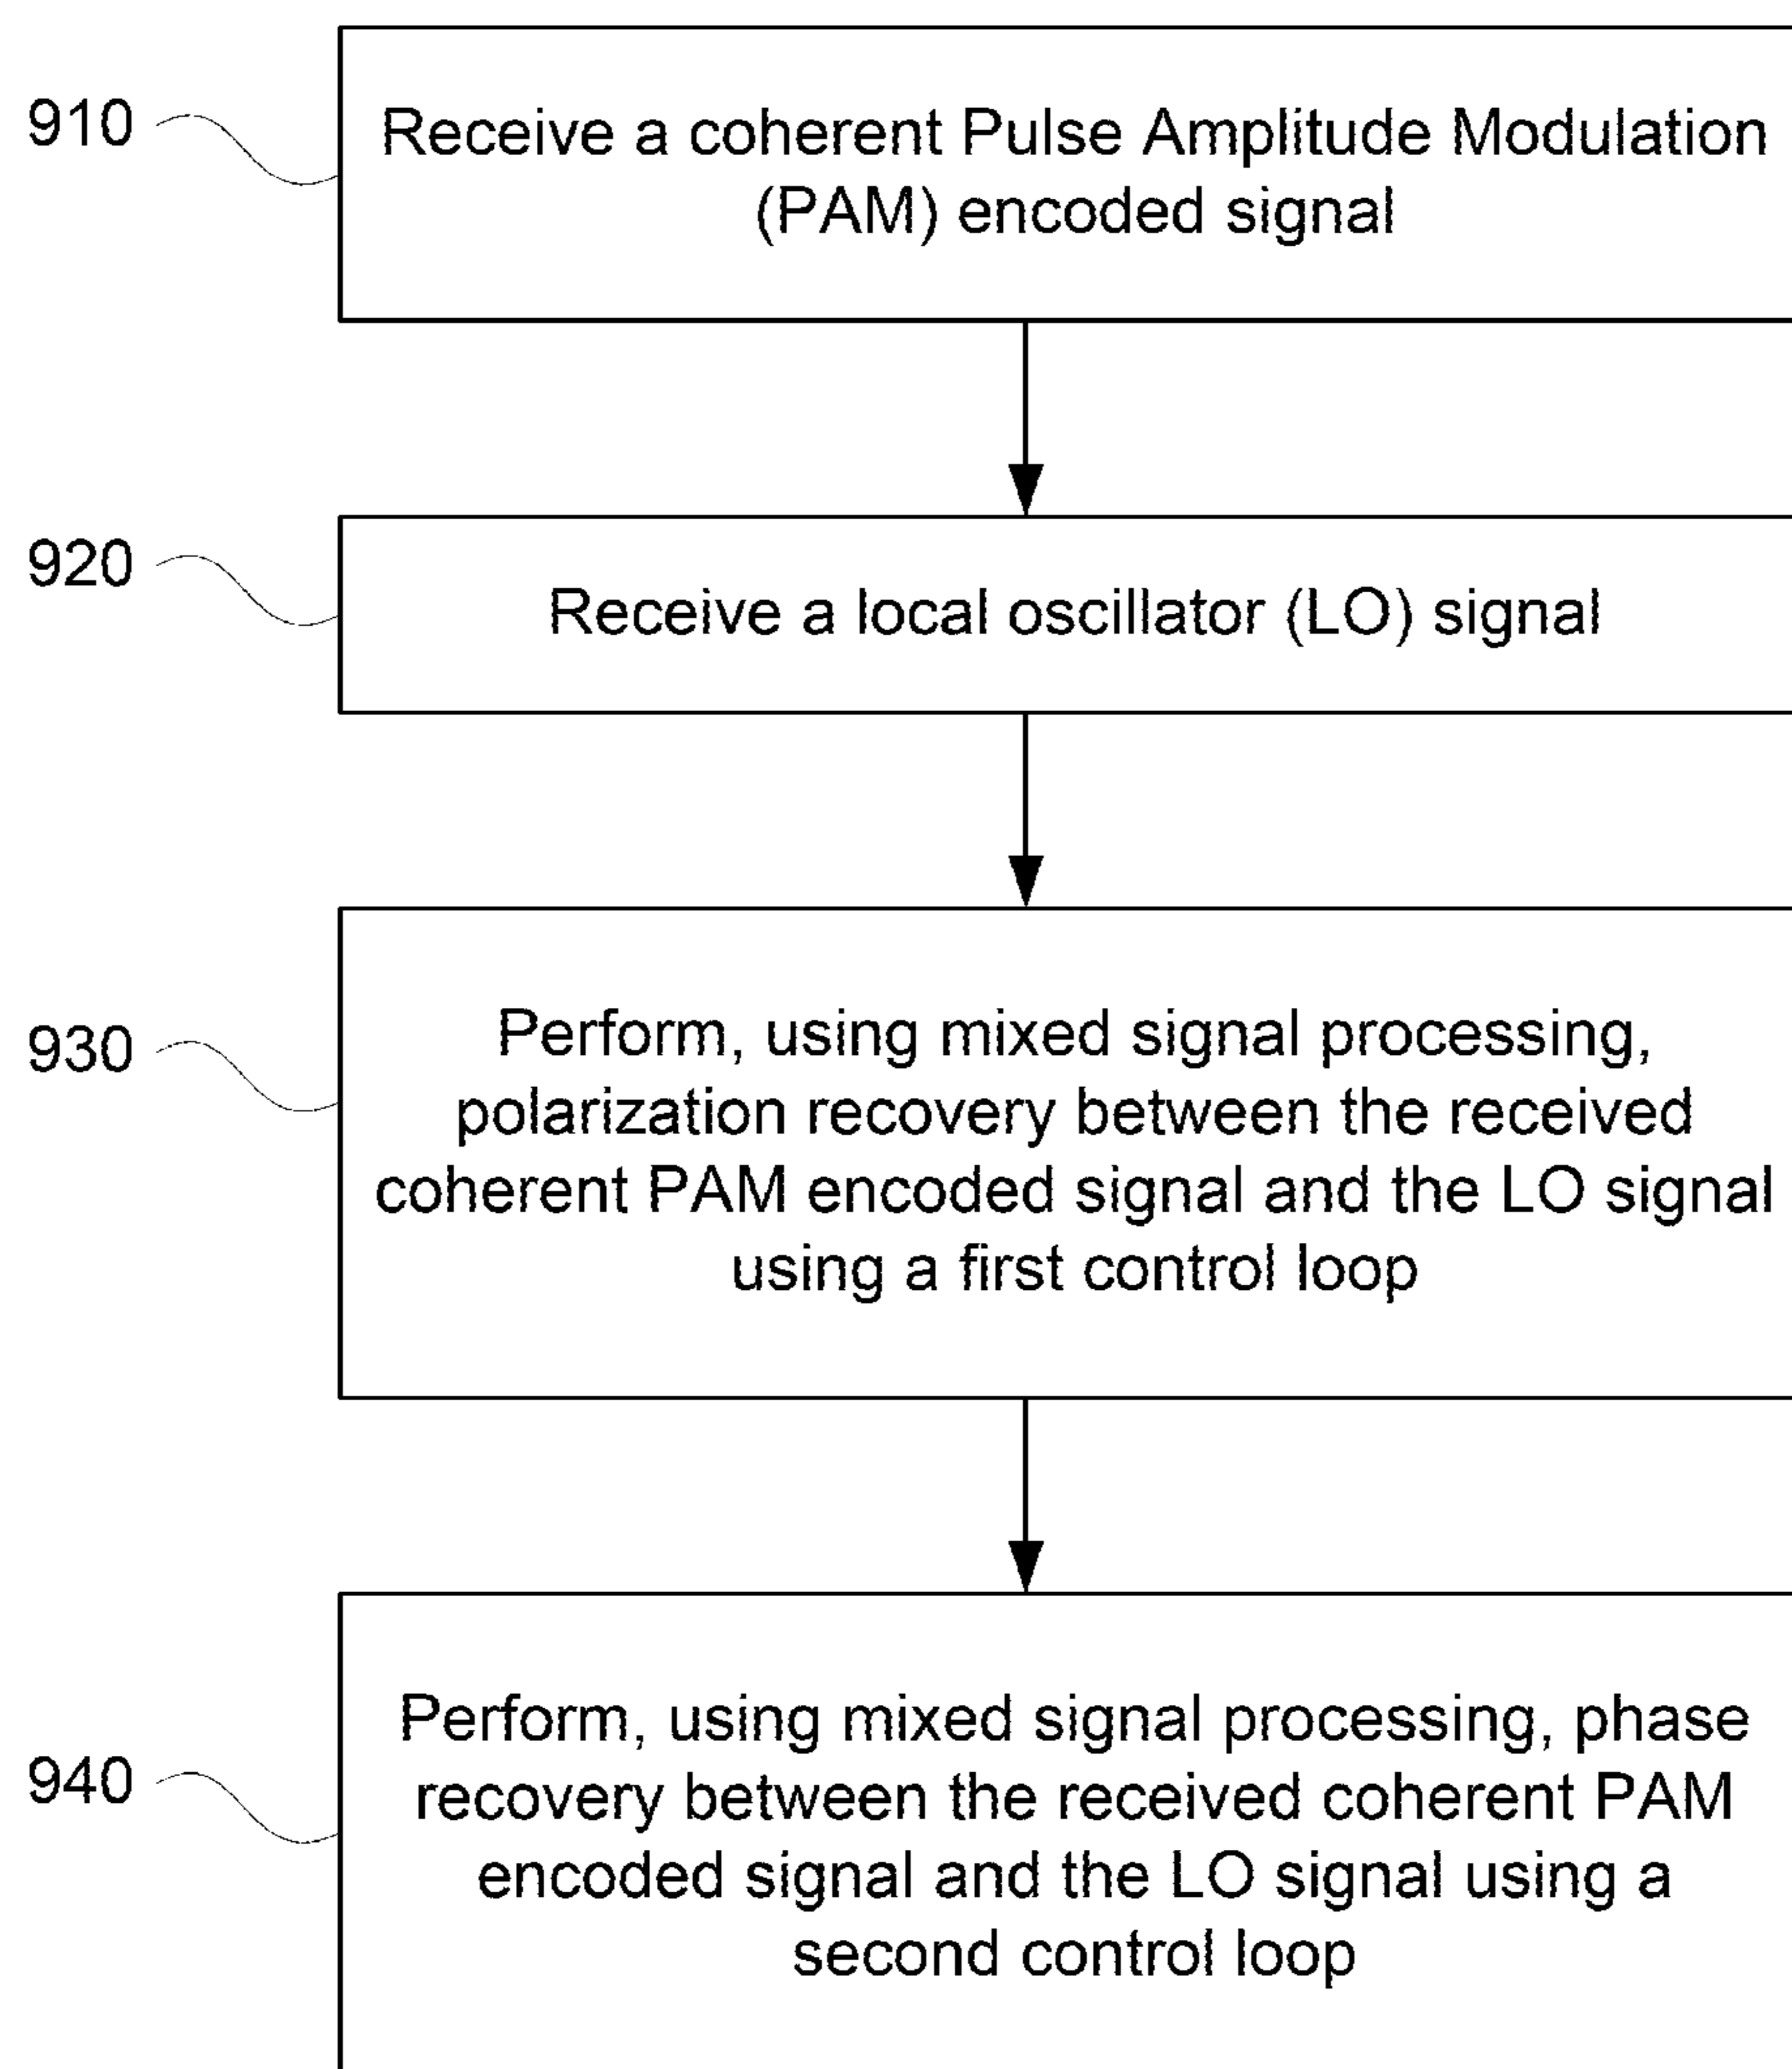 910
Receive a coherent Pulse Amplitude Modulation
(PAM) encoded signal
920
Receive a local oscillator (LO) signal
930
Perform, using mixed signal processing,
polarization recovery between the received
coherent PAM encoded signal and the LO signal
using a first control loop
940
Perform, using mixed signal processing, phase
recovery between the received coherent PAM
encoded signal and the LO signal using a
second control loop